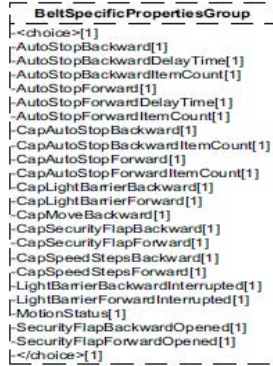 BeltSpecificPropertiesGroup
<choice>[1]
AutoStopBackward[1]
AutoStopBackwardDelayTime[1]
AutoStopBackwardItemCount[1]
AutoStopForward[1]
AutoStopForwardDelayTime[1]
AutoStopForwardItemCount[1]
CapAutoStopBackward[1]
CapAutoStopBackwardItemCount[1]
CapAutoStopForward[1]
CapAutoStopForwardItemCount[1]
CapLightBarrierBackward[1]
CapLightBarrierForward[1]
CapMoveBackward[1]
CapSecurityFlapBackward[1]
CapSecurityFlapForward[1]
CapSpeedStepsBackward[1]
CapSpeedStepsForward[1]
LightBarrierBackwardInterrupted[1]
LightBarrierForwardInterrupted[1]
MotionStatus[1]
SecurityFlapBackwardOpened[1]
SecurityFlapForwardOpened[1]
</choice>[1]